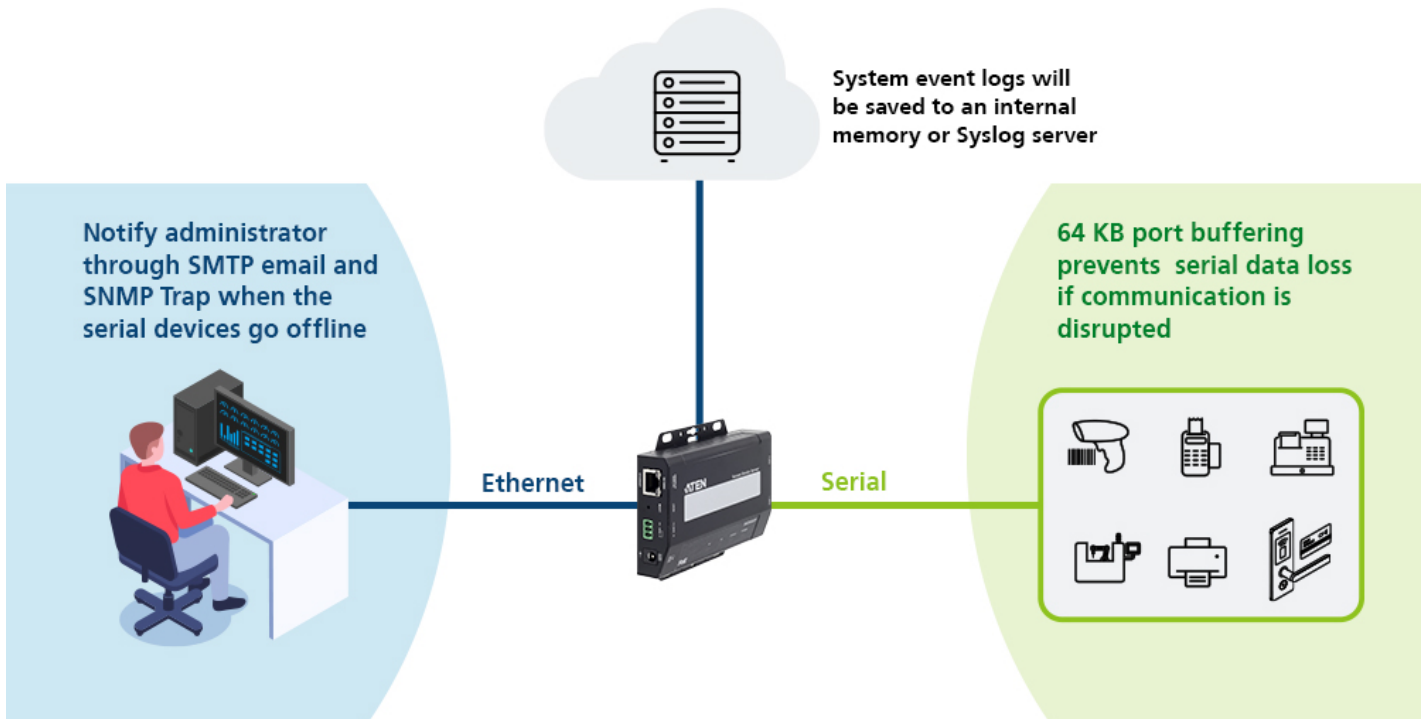 System event logs will
be saved to an internal
memory or Syslog server
Notify administrator
through SMTP email and
SNMP Trap when the
serial devices go offline
64 KB port buffering
prevents serial data loss
if communication is
disrupted
Ethernet
Serial
ATEN